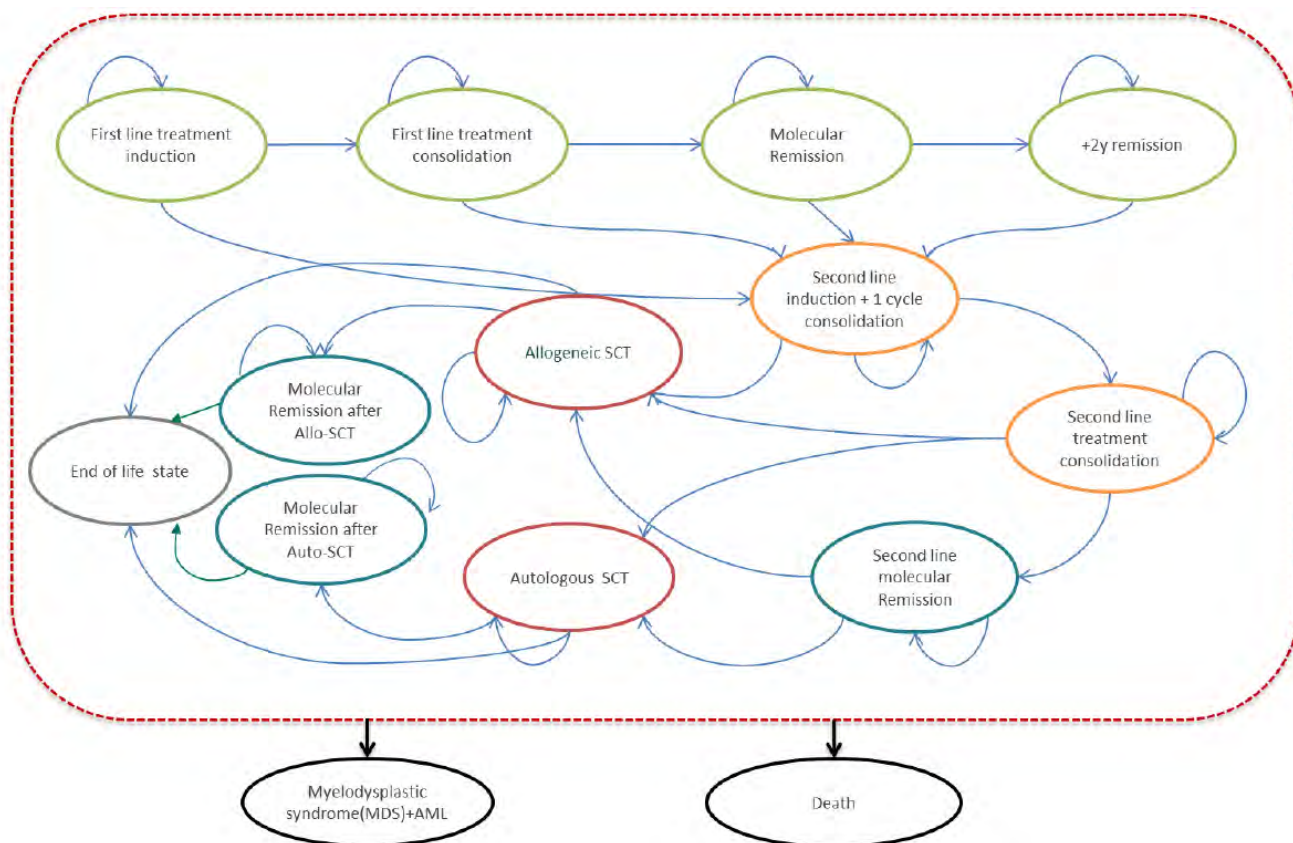 First line treatment
induction
First line treatment
consolidation
Molecular
Remission
+2y remission
Second line
induction + 1 cycle
consolidation
Allogeneic SCT
Molecular
Remission after
Allo-SCT
Second line
treatment
consolidation
End of life state
Molecular
Remission after
Auto-SCT
Autologous SCT
Second line
molecular
Remission
Myelodysplastic
syndrome(MDS)+AML
Death